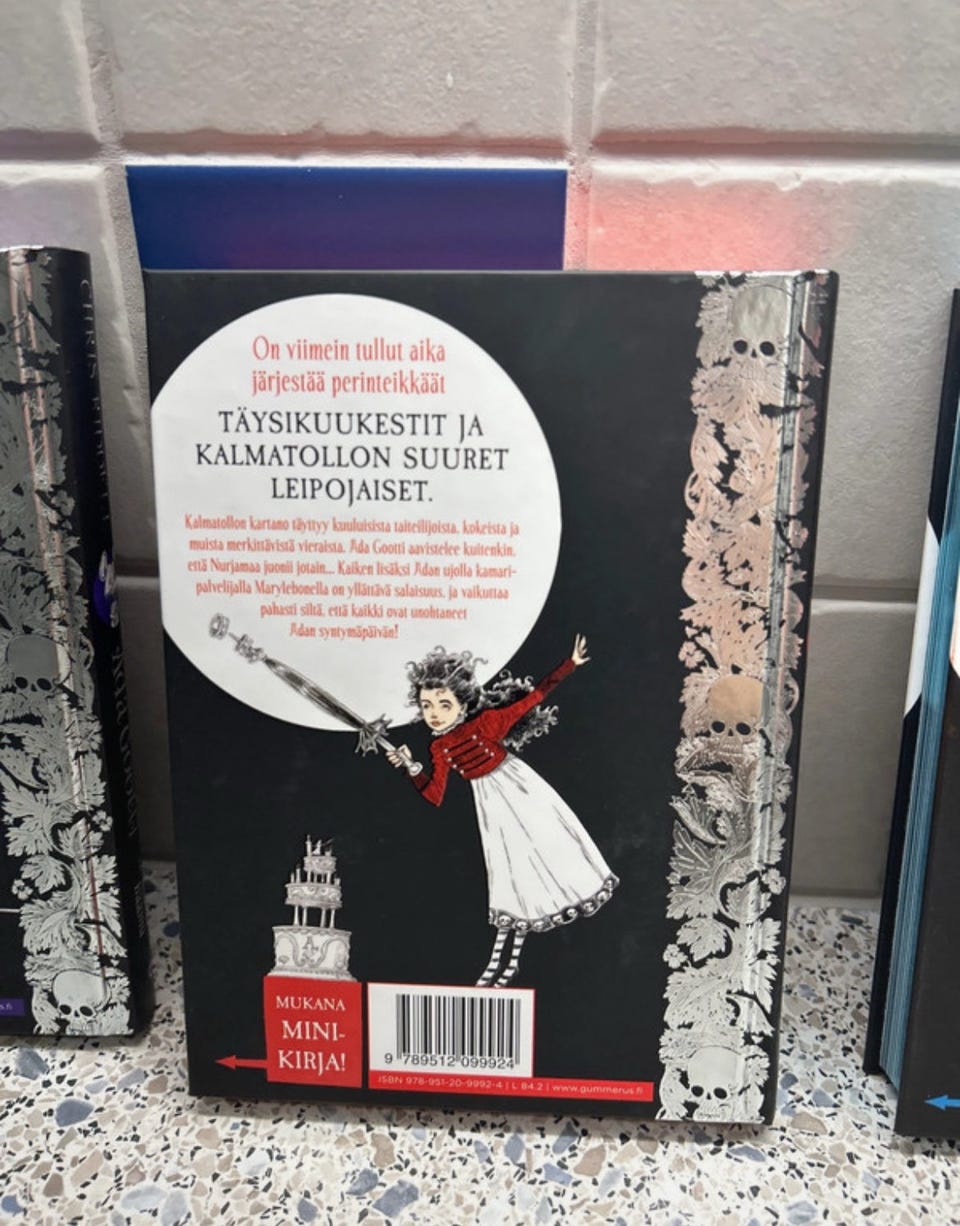 On viimein tullut aika
järjestää perinteikkäät
TÄYSIKUUKESTIT JA
KALMATOLLON SUURET
LEIPOJAISET.
Kalmatollon kartano täyttyy kuuluisista taiteilijoista, kokeista ja
muista merkittävistä vieraista. Ada Gootti aavistelee kuitenkin,
että Nurjamaa juonii jotain... Kaiken lisäksi Adan ujolla kamari-
palvelijalla Marylebonella on yllättävä salaisuus, ja vaikuttaa
pahasti siltä, että kaikki ovat unohtaneet
Adan syntymäpäivän!
MUKANA
MINI-
KIRJA!
9 789512 099924
ISBN 978-951-20-9992-4 | L 84.2 | www.gummerus.fi
CHRIS
s.fi